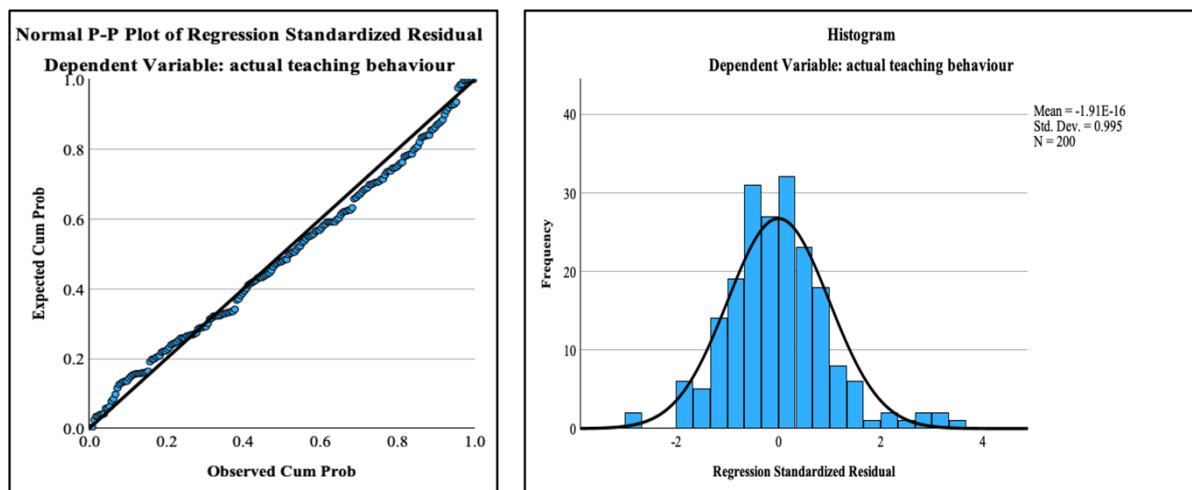 Normal P-P Plot of Regression Standardized Residual
Dependent Variable: actual teaching behaviour
1.0
0.8
0.6
0.4
0.2
0.0
0.0 0.2 0.4 0.6 0.8 1.0
Expected Cum Prob
Observed Cum Prob
Histogram
Dependent Variable: actual teaching behaviour
40
30
20
10
0
-2 0 2 4
Frequency
Regression Standardized Residual
Mean = -1.91E-16
Std. Dev. = 0.995
N = 200